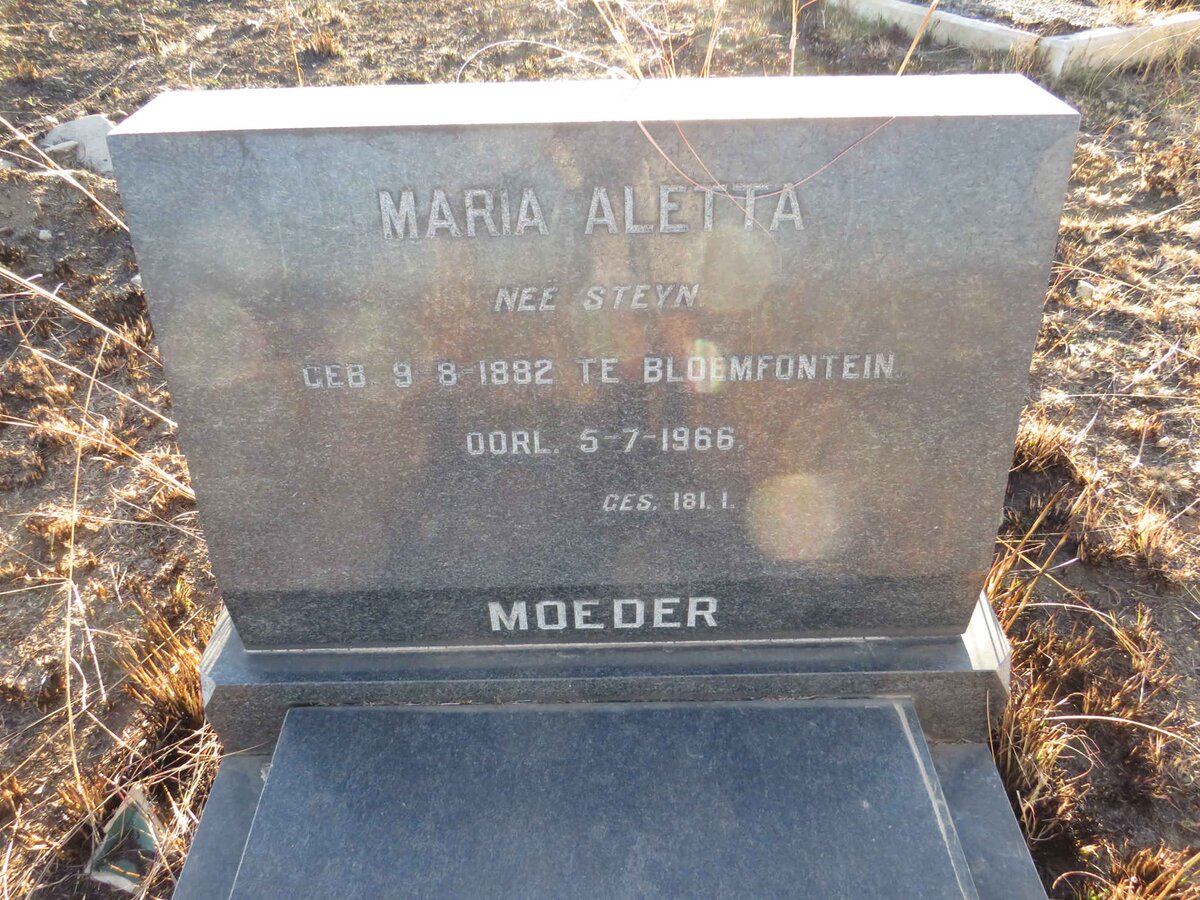 MARIA ALETTA
NEE STEYN.
GEB. 9-8-1882 TE BLOEMFONTEIN.
OORL. 5-7-1966.
GES. 181.1.
MOEDER